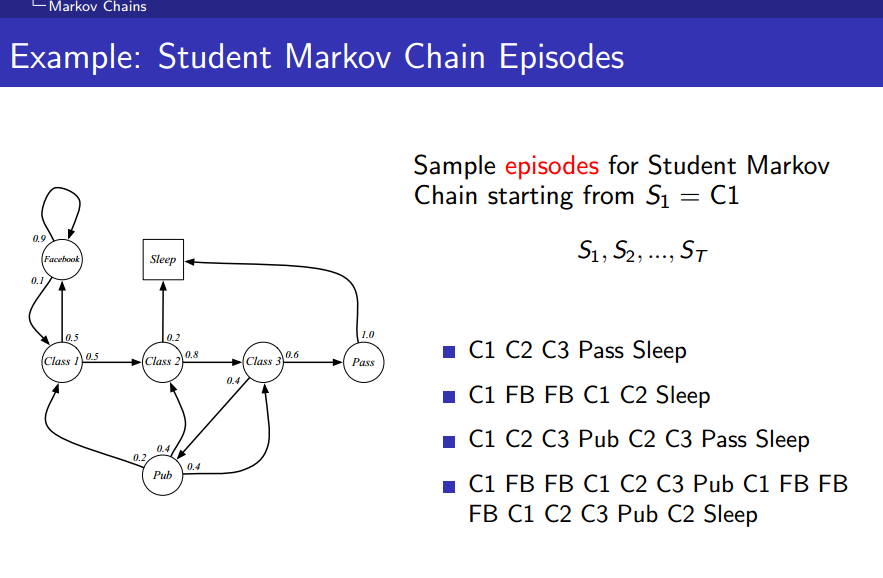 Markov Chains
Example: Student Markov Chain Episodes
Sample episodes for Student Markov
Chain starting from S₁ = C1
S₁, S₂, ..., S_T
C1 C2 C3 Pass Sleep
C1 FB FB C1 C2 Sleep
C1 C2 C3 Pub C2 C3 Pass Sleep
C1 FB FB C1 C2 C3 Pub C1 FB FB
FB C1 C2 C3 Pub C2 Sleep
0.9
Facebook
Sleep
0.1
0.5
0.2
1.0
Class 1
0.5
Class 2
0.8
Class 3
0.6
Pass
0.4
0.2
0.4
Pub
0.4